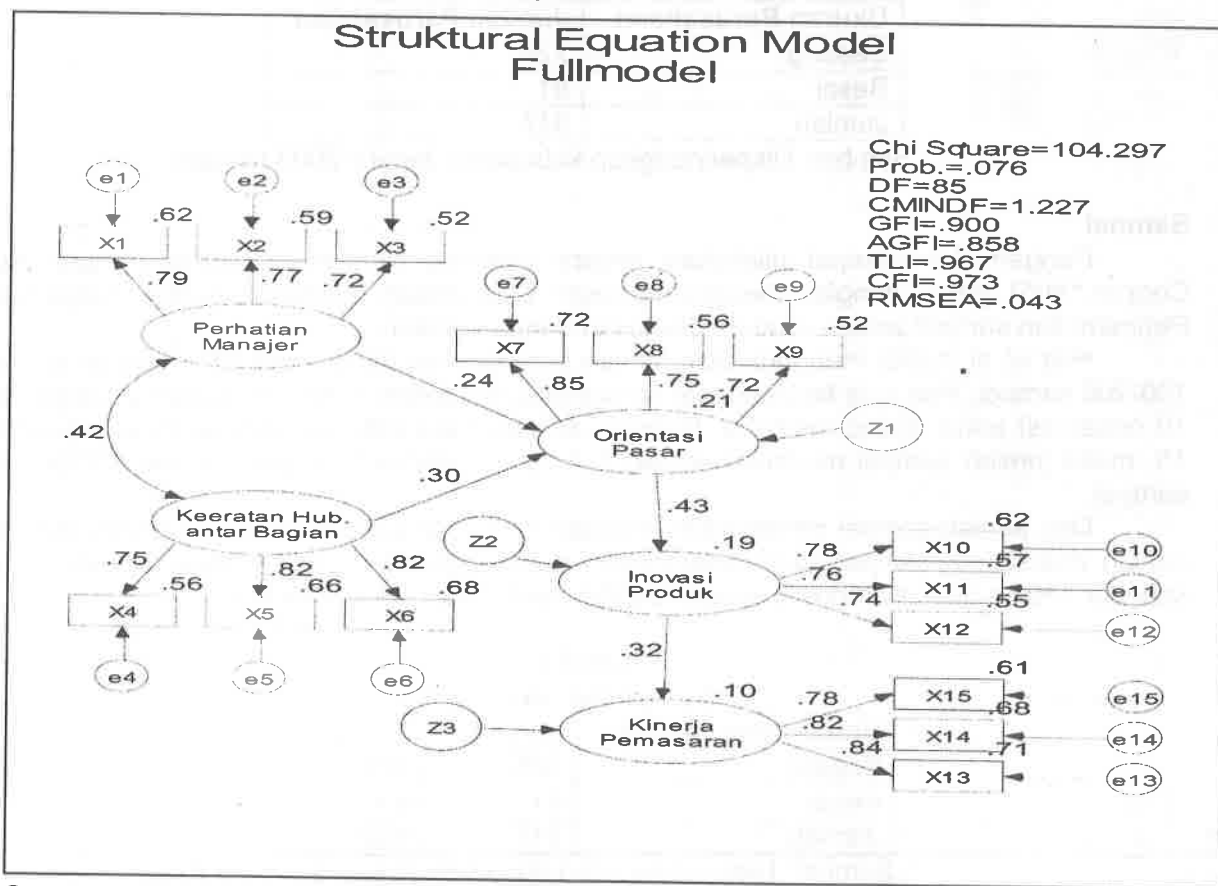 Struktural Equation Model
Fullmodel
Chi Square=104.297
Prob.=.076
DF=85
CMINDF=1.227
GFI=.900
AGFI=.858
TLI=.967
CFI=.973
RMSEA=.043
e1 e2 e3
.62 .59 .52
X1 X2 X3
.79 .77 .72
Perhatian
Manajer
e7 e8 e9
.72 .56 .52
X7 X8 X9
.24 .85 .75 .21 .72
Orientasi
Pasar
Z1
.42
.30
Keeratan Hub.
antar Bagian
.43
.75 .56 .82 .66 .82 .68
X4 X5 X6
e4 e5 e6
Z2
.19
Inovasi
Produk
.78 .76 .74
.62
X10 e10
.57
X11 e11
.55
X12 e12
.32
Z3
.10
Kinerja
Pemasaran
.78 .82 .84
.61
X15 e15
.68
X14 e14
.71
X13 e13